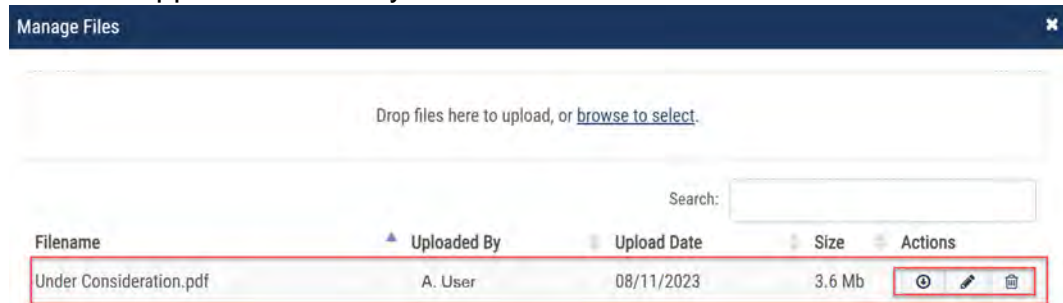 Manage Files
Drop files here to upload, or browse to select.
Search:
Filename Uploaded By Upload Date Size Actions
Under Consideration.pdf A. User 08/11/2023 3.6 Mb